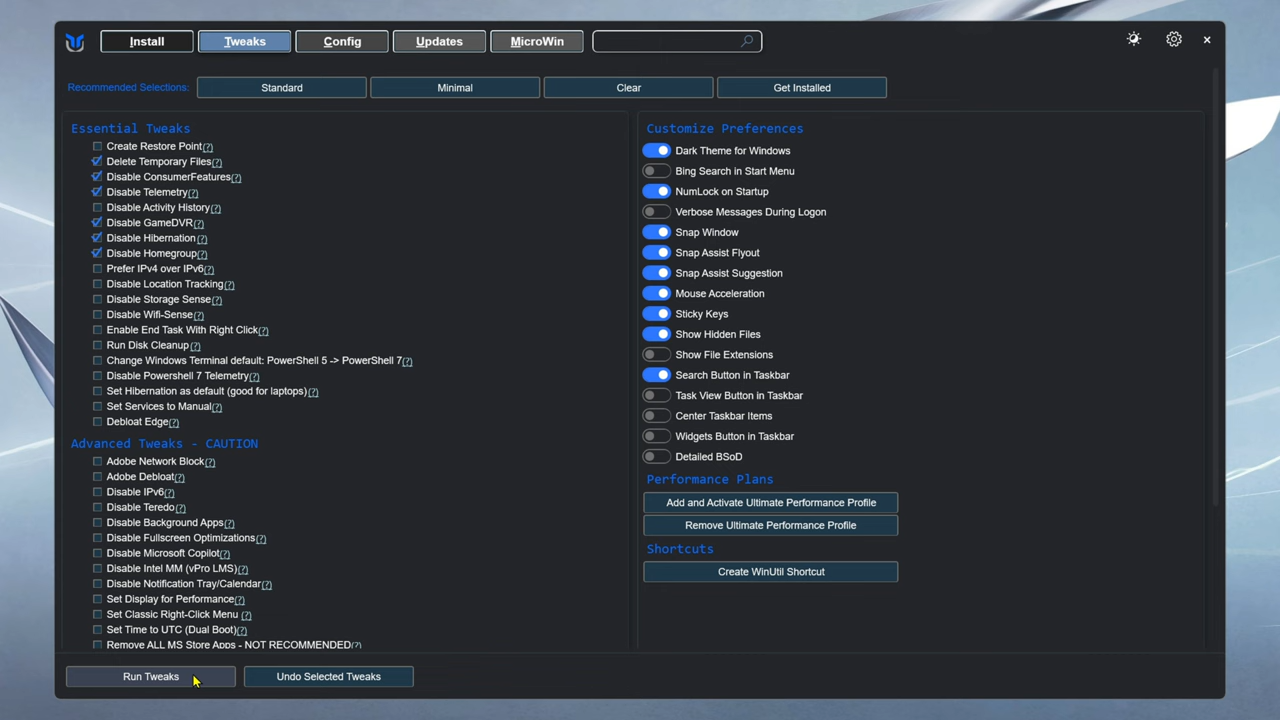 Install
Tweaks
Config
Updates
MicroWin
Recommended Selections:
Standard
Minimal
Clear
Get Installed
Essential Tweaks
Create Restore Point(?)
Delete Temporary Files(?)
Disable ConsumerFeatures(?)
Disable Telemetry(?)
Disable Activity History(?)
Disable GameDVR(?)
Disable Hibernation(?)
Disable Homegroup(?)
Prefer IPv4 over IPv6(?)
Disable Location Tracking(?)
Disable Storage Sense(?)
Disable Wifi-Sense(?)
Enable End Task With Right Click(?)
Run Disk Cleanup(?)
Change Windows Terminal default: PowerShell 5 -> PowerShell 7(?)
Disable Powershell 7 Telemetry(?)
Set Hibernation as default (good for laptops)(?)
Set Services to Manual(?)
Debloat Edge(?)
Advanced Tweaks - CAUTION
Adobe Network Block(?)
Adobe Debloat(?)
Disable IPv6(?)
Disable Teredo(?)
Disable Background Apps(?)
Disable Fullscreen Optimizations(?)
Disable Microsoft Copilot(?)
Disable Intel MM (vPro LMS)(?)
Disable Notification Tray/Calendar(?)
Set Display for Performance(?)
Set Classic Right-Click Menu (?)
Set Time to UTC (Dual Boot)(?)
Remove ALL MS Store Apps - NOT RECOMMENDED(?)
Customize Preferences
Dark Theme for Windows
Bing Search in Start Menu
NumLock on Startup
Verbose Messages During Logon
Snap Window
Snap Assist Flyout
Snap Assist Suggestion
Mouse Acceleration
Sticky Keys
Show Hidden Files
Show File Extensions
Search Button in Taskbar
Task View Button in Taskbar
Center Taskbar Items
Widgets Button in Taskbar
Detailed BSoD
Performance Plans
Add and Activate Ultimate Performance Profile
Remove Ultimate Performance Profile
Shortcuts
Create WinUtil Shortcut
Run Tweaks
Undo Selected Tweaks